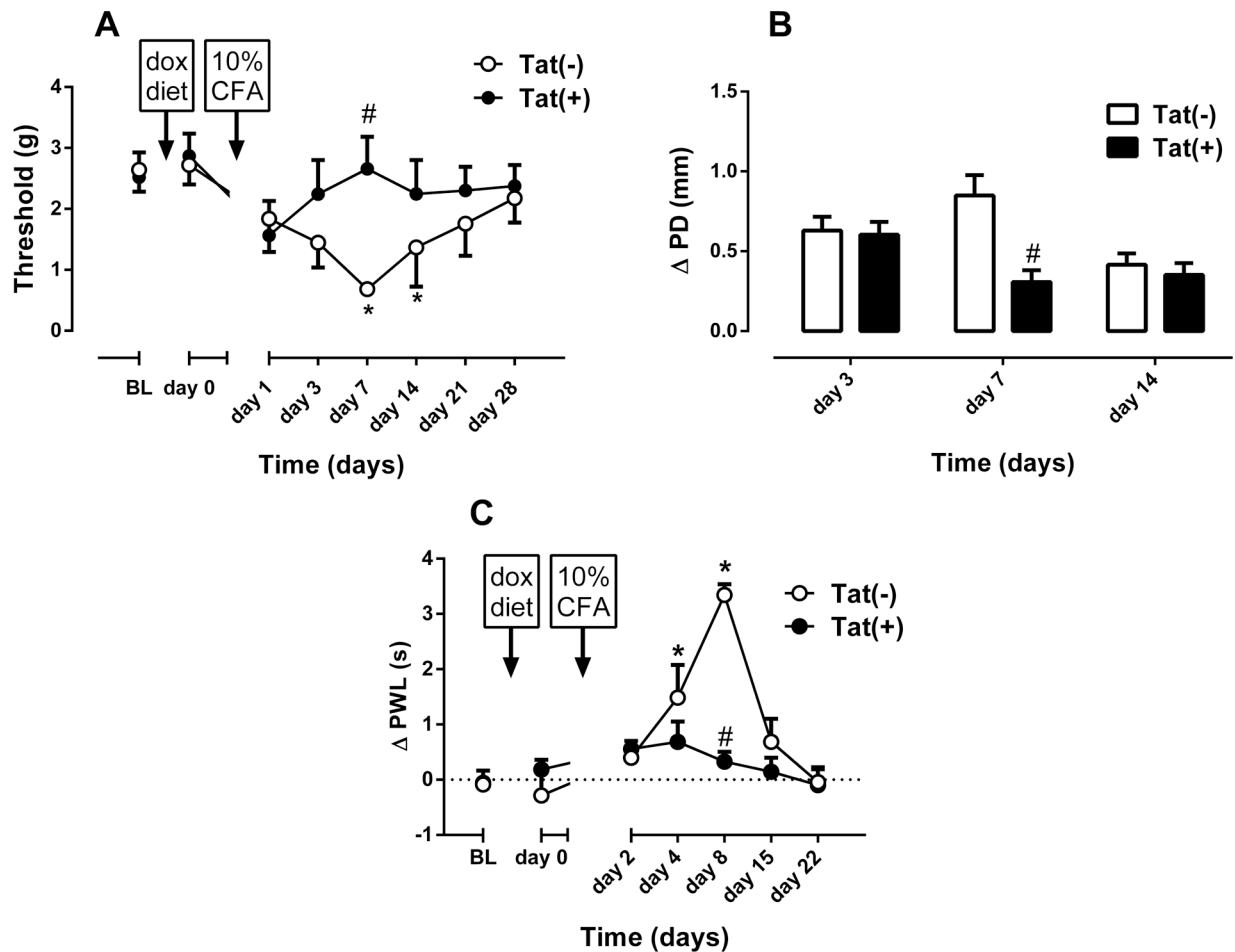 A
dox
diet
10%
CFA
Tat(-)
Tat(+)
4
3
2
1
0
Threshold (g)
#
*
*
BL
day 0
day 1
day 3
day 7
day 14
day 21
day 28
Time (days)
B
Tat(-)
Tat(+)
1.5
1.0
0.5
0.0
Δ PD (mm)
#
day 3
day 7
day 14
Time (days)
C
dox
diet
10%
CFA
Tat(-)
Tat(+)
4
3
2
1
0
-1
Δ PWL (s)
*
*
#
BL
day 0
day 2
day 4
day 8
day 15
day 22
Time (days)